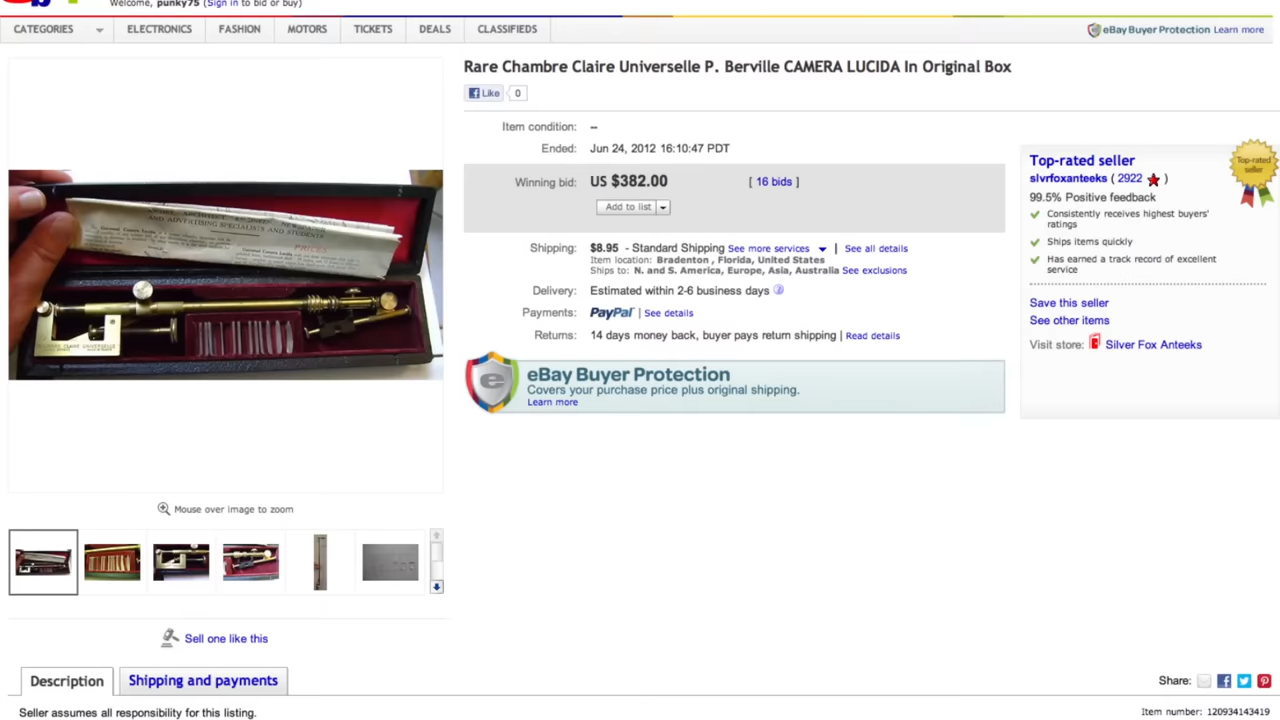 Welcome, punky75 (Sign in to bid or buy)
CATEGORIES ELECTRONICS FASHION MOTORS TICKETS DEALS CLASSIFIEDS
eBay Buyer Protection Learn more
Rare Chambre Claire Universelle P. Berville CAMERA LUCIDA In Original Box
Like 0
Item condition: --
Ended: Jun 24, 2012 16:10:47 PDT
Winning bid: US $382.00 [ 16 bids ]
Add to list
Shipping: $8.95 - Standard Shipping See more services | See all details
Item location: Bradenton , Florida, United States
Ships to: N. and S. America, Europe, Asia, Australia See exclusions
Delivery: Estimated within 2-6 business days
Payments: PayPal | See details
Returns: 14 days money back, buyer pays return shipping | Read details
eBay Buyer Protection
Covers your purchase price plus original shipping.
Learn more
Top-rated seller
slvrfoxanteeks ( 2922 )
99.5% Positive feedback
Consistently receives highest buyers'
ratings
Ships items quickly
Has earned a track record of excellent
service
Save this seller
See other items
Visit store: Silver Fox Anteeks
Top-rated
seller
AND ADVERTISING SPECIALISTS AND STUDENTS
PRICES
Mouse over image to zoom
Sell one like this
Description Shipping and payments
Share:
Seller assumes all responsibility for this listing.
Item number: 120934143419